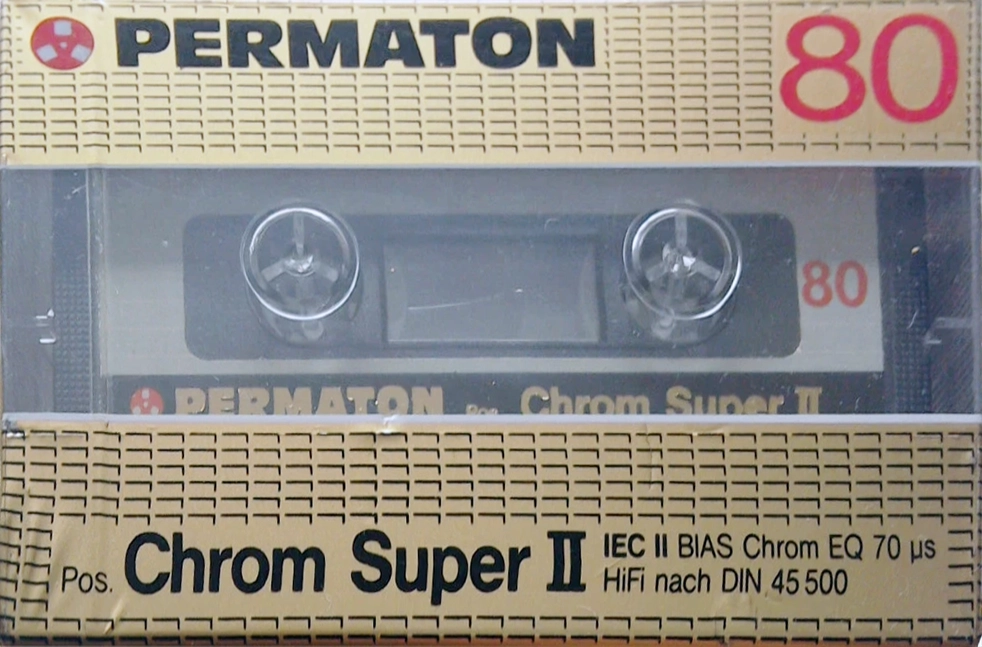 PERMATON 80
80
PERMATON Pos. Chrom Super II
Pos. Chrom Super II
IEC II BIAS Chrom EQ 70 µs
HiFi nach DIN 45 500